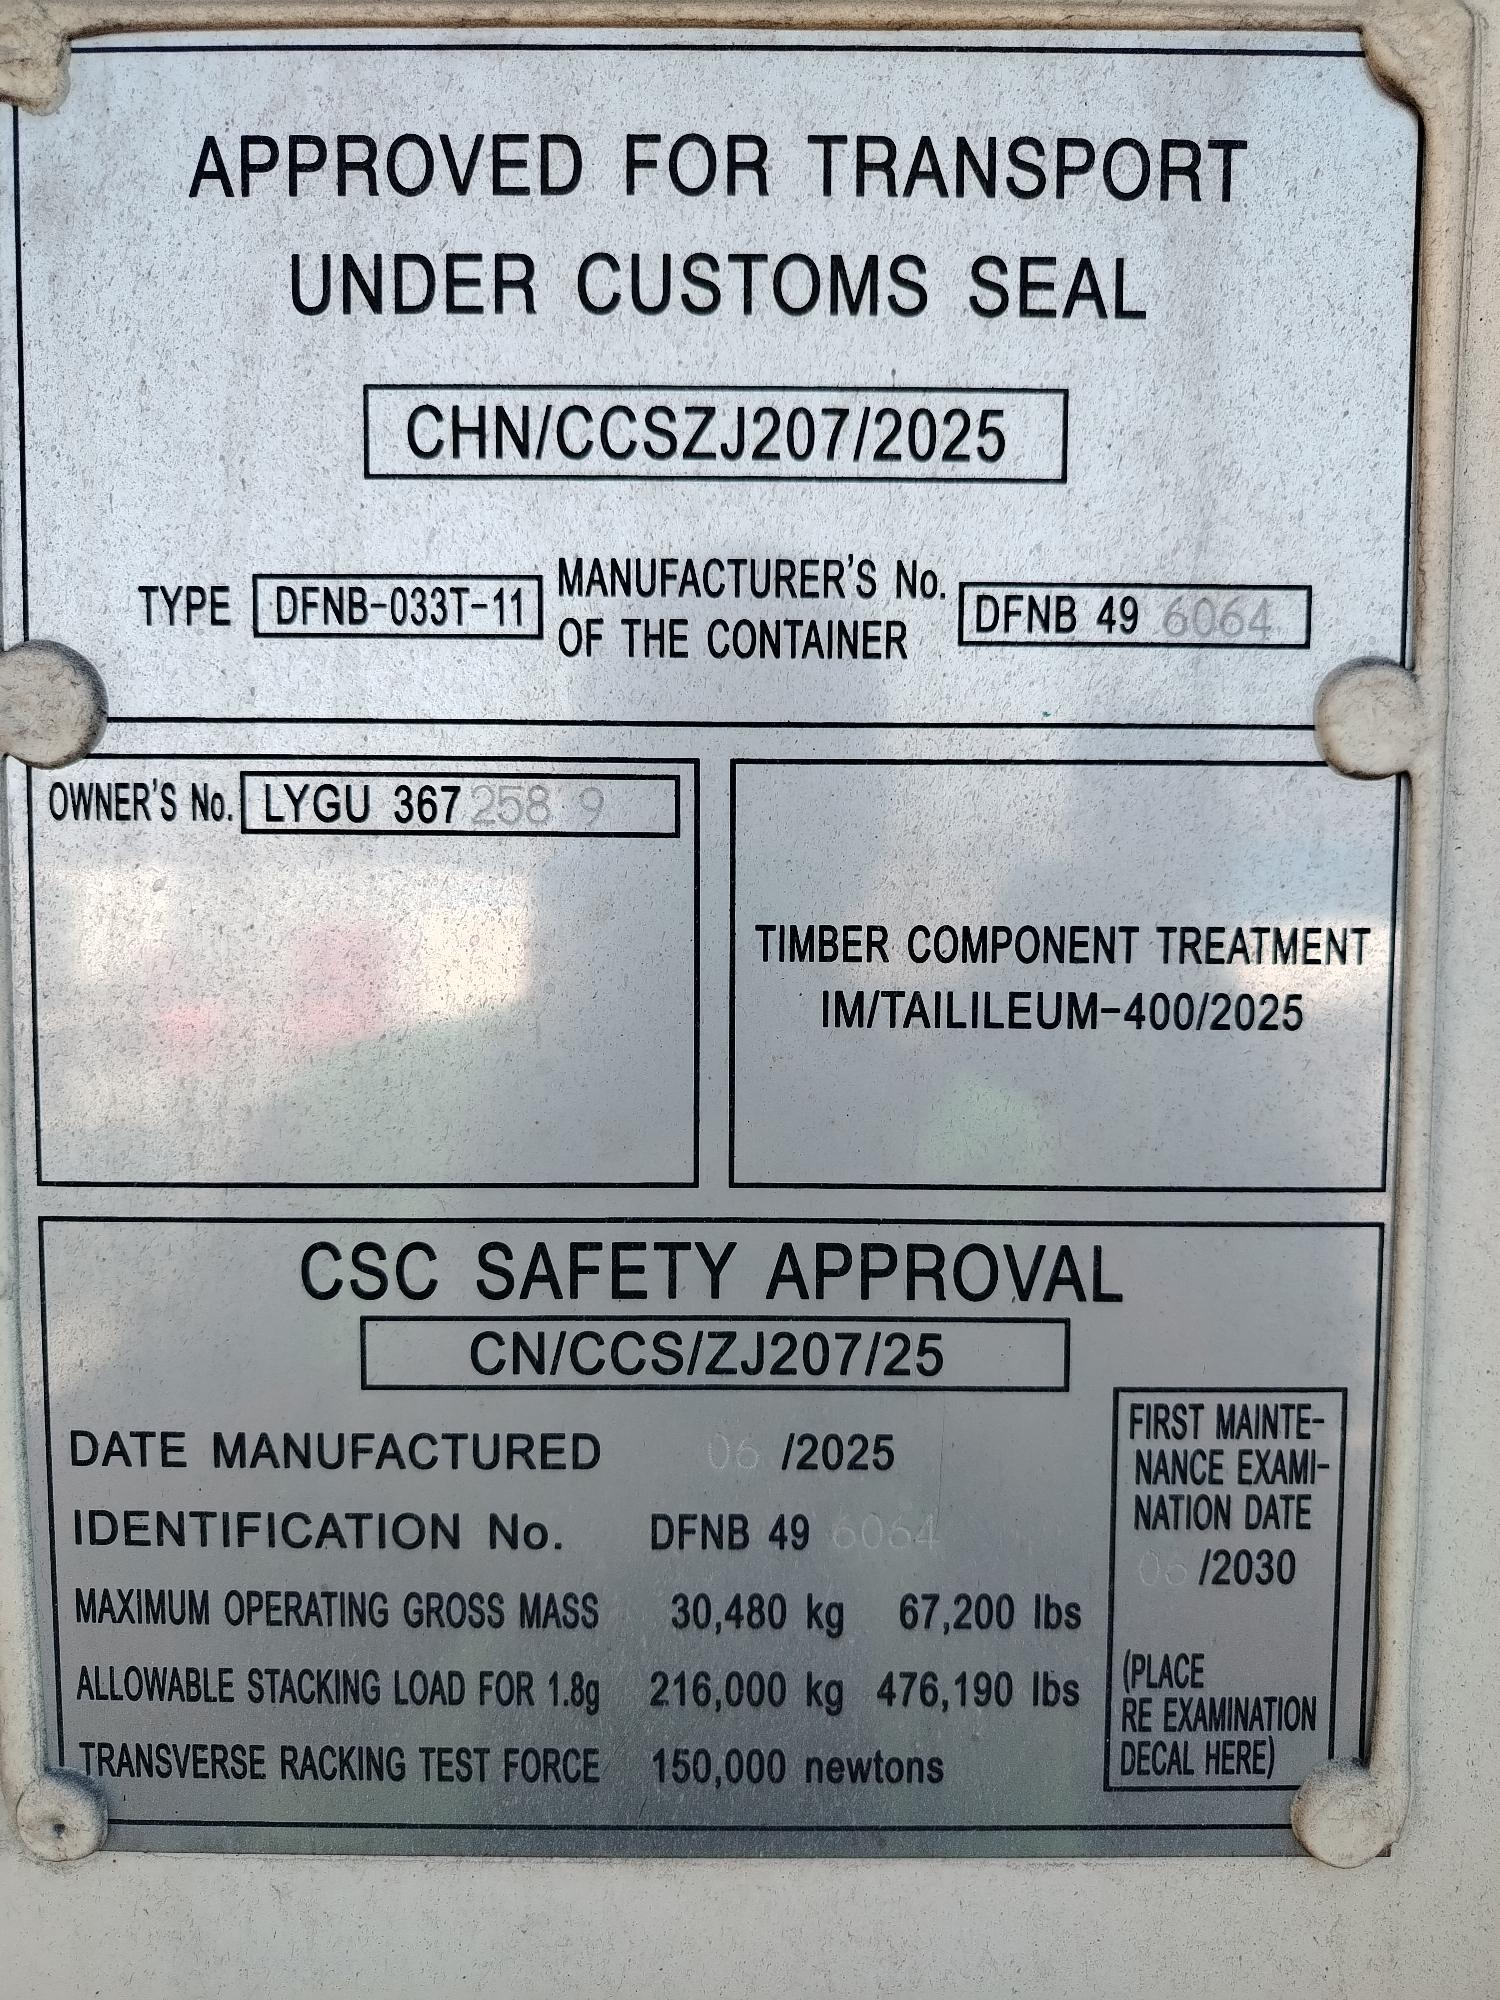 APPROVED FOR TRANSPORT
UNDER CUSTOMS SEAL
CHN/CCSZJ207/2025
TYPE DFNB-033T-11 MANUFACTURER'S No. OF THE CONTAINER DFNB 49 6064
OWNER'S No. LYGU 367 258 9
TIMBER COMPONENT TREATMENT
IM/TAILILEUM-400/2025
CSC SAFETY APPROVAL
CN/CCS/ZJ207/25
DATE MANUFACTURED 06 /2025
IDENTIFICATION No. DFNB 49 6064
MAXIMUM OPERATING GROSS MASS 30,480 kg 67,200 lbs
ALLOWABLE STACKING LOAD FOR 1.8g 216,000 kg 476,190 lbs
TRANSVERSE RACKING TEST FORCE 150,000 newtons
FIRST MAINTE-
NANCE EXAMI-
NATION DATE
06 /2030
(PLACE
RE EXAMINATION
DECAL HERE)